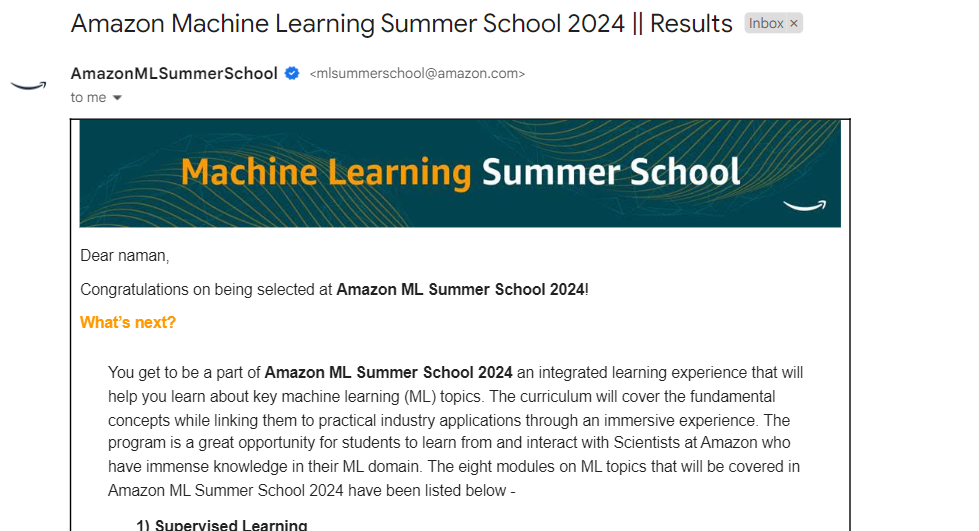 Amazon Machine Learning Summer School 2024 || Results Inbox ×
AmazonMLSummerSchool <mlsummerschool@amazon.com>
to me
Machine Learning Summer School
Dear naman,
Congratulations on being selected at Amazon ML Summer School 2024!
What's next?
You get to be a part of Amazon ML Summer School 2024 an integrated learning experience that will
help you learn about key machine learning (ML) topics. The curriculum will cover the fundamental
concepts while linking them to practical industry applications through an immersive experience. The
program is a great opportunity for students to learn from and interact with Scientists at Amazon who
have immense knowledge in their ML domain. The eight modules on ML topics that will be covered in
Amazon ML Summer School 2024 have been listed below -
1) Supervised Learning